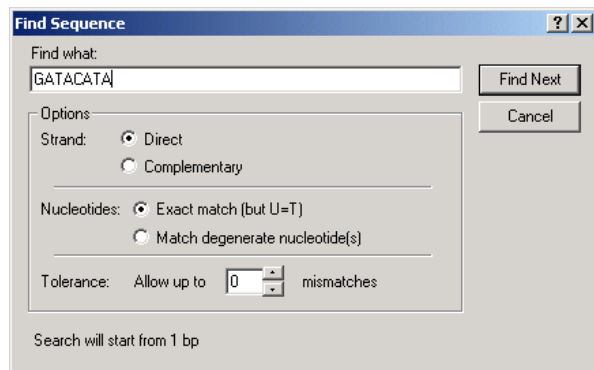 Find Sequence
Find what:
GATACATA
Find Next
Cancel
Options
Strand: Direct
Complementary
Nucleotides: Exact match (but U=T)
Match degenerate nucleotide(s)
Tolerance: Allow up to 0 mismatches
Search will start from 1 bp